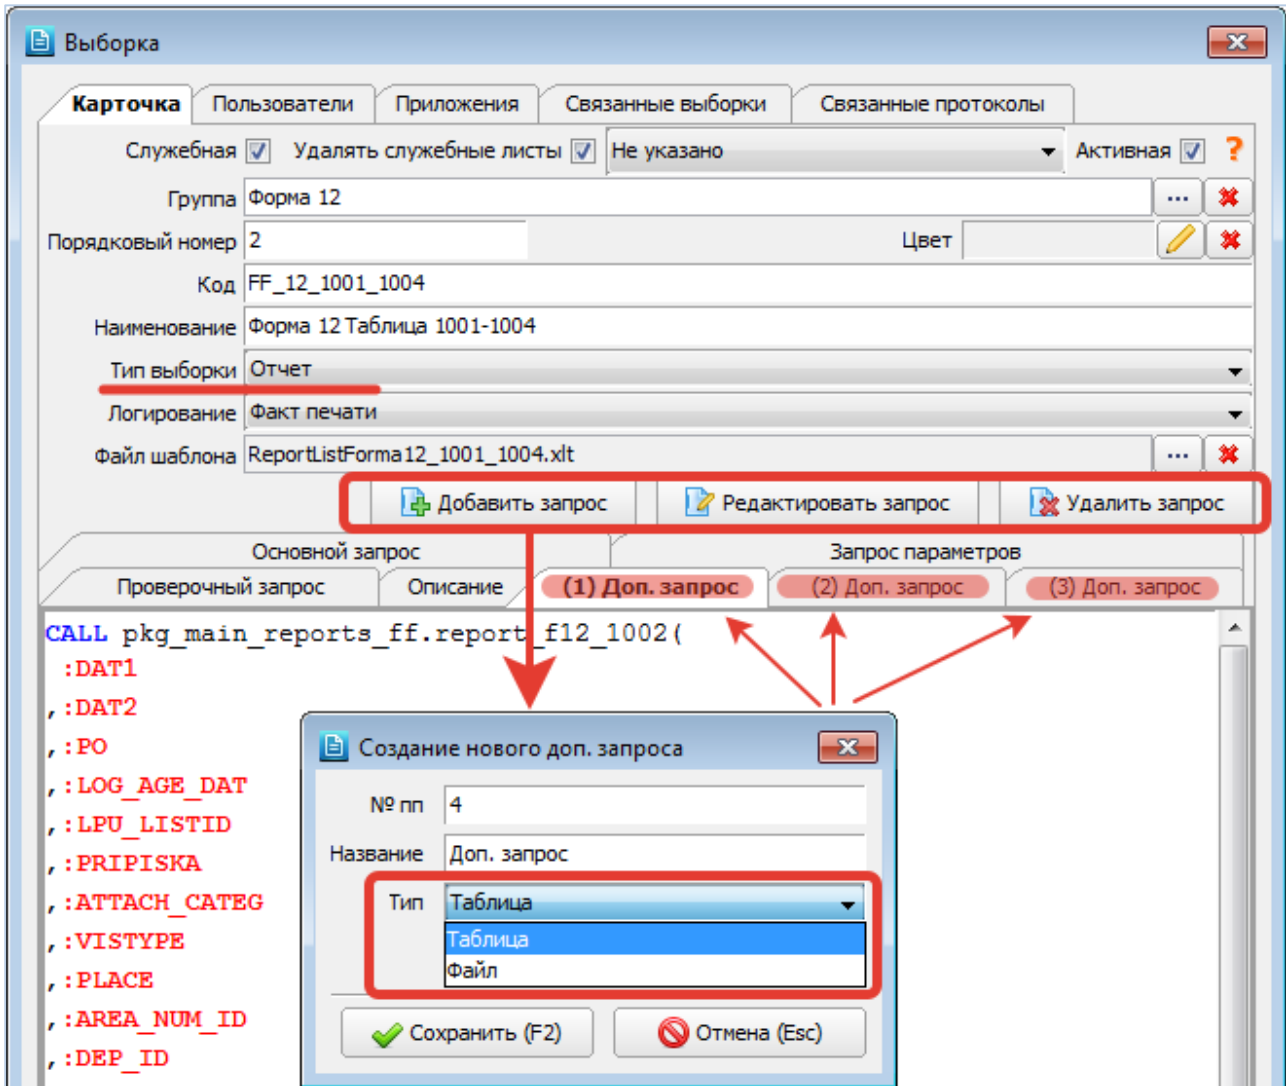 Выборка
Карточка Пользователи Приложения Связанные выборки Связанные протоколы
Служебная Удалять служебные листы Не указано Активная ?
Группа Форма 12 ...
Порядковый номер 2 Цвет
Код FF_12_1001_1004
Наименование Форма 12 Таблица 1001-1004
Тип выборки Отчет
Логирование Факт печати
Файл шаблона ReportListForma12_1001_1004.xlt ...
Добавить запрос Редактировать запрос Удалить запрос
Основной запрос Запрос параметров
Проверочный запрос Описание (1) Доп. запрос (2) Доп. запрос (3) Доп. запрос
CALL pkg_main_reports_ff.report_f12_1002(
:DAT1
,:DAT2
,:PO
,:LOG_AGE_DAT
,:LPU_LISTID
,:PRIPISKA
,:ATTACH_CATEG
,:VISTYPE
,:PLACE
,:AREA_NUM_ID
,:DEP_ID
Создание нового доп. запроса
№ пп 4
Название Доп. запрос
Тип Таблица
Таблица
Файл
Сохранить (F2) Отмена (Esc)